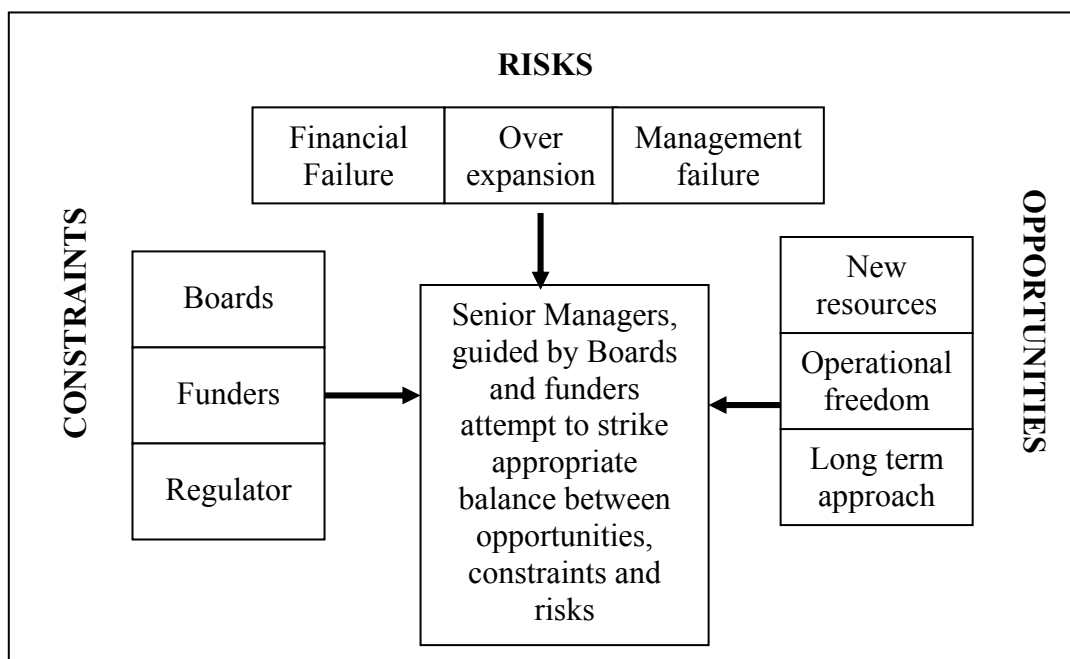 RISKS
Financial
Failure
Over
expansion
Management
failure
CONSTRAINTS
Boards
Funders
Regulator
Senior Managers,
guided by Boards
and funders
attempt to strike
appropriate
balance between
opportunities,
constraints and
risks
New
resources
Operational
freedom
Long term
approach
OPPORTUNITIES